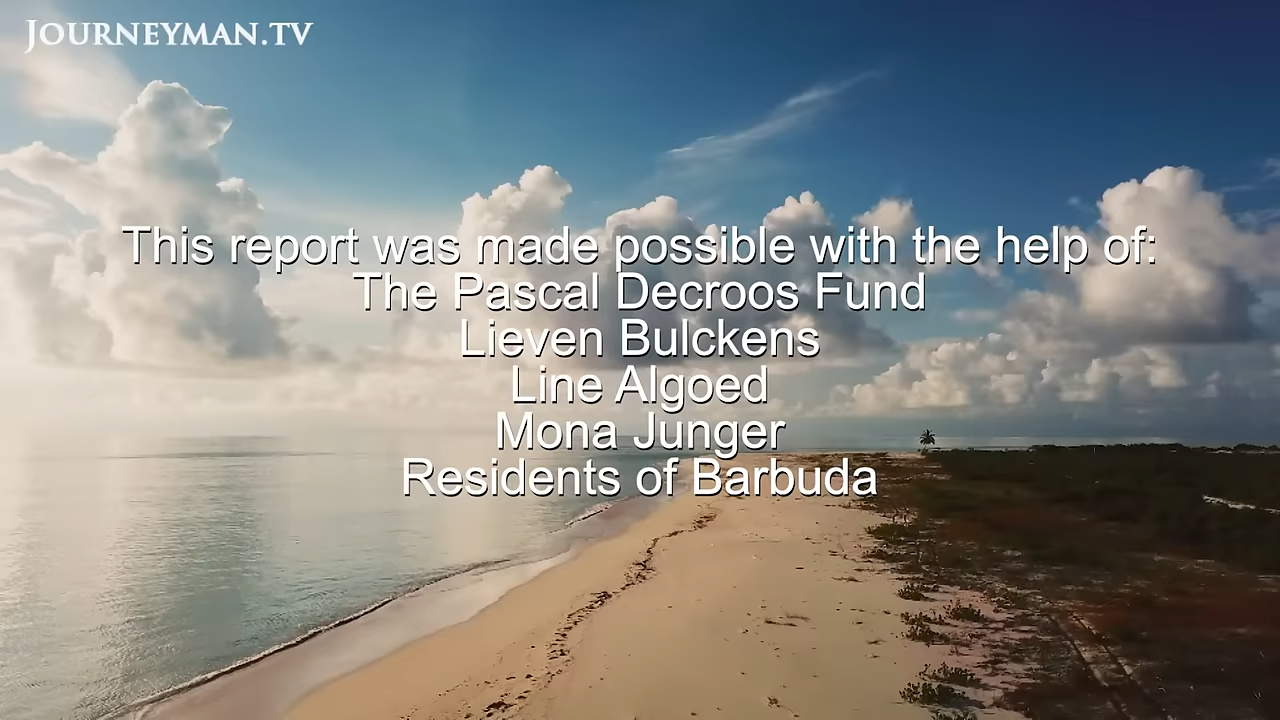 JOURNEYMAN.TV
This report was made possible with the help of:
The Pascal Decroos Fund
Lieven Bulckens
Line Algoed
Mona Junger
Residents of Barbuda